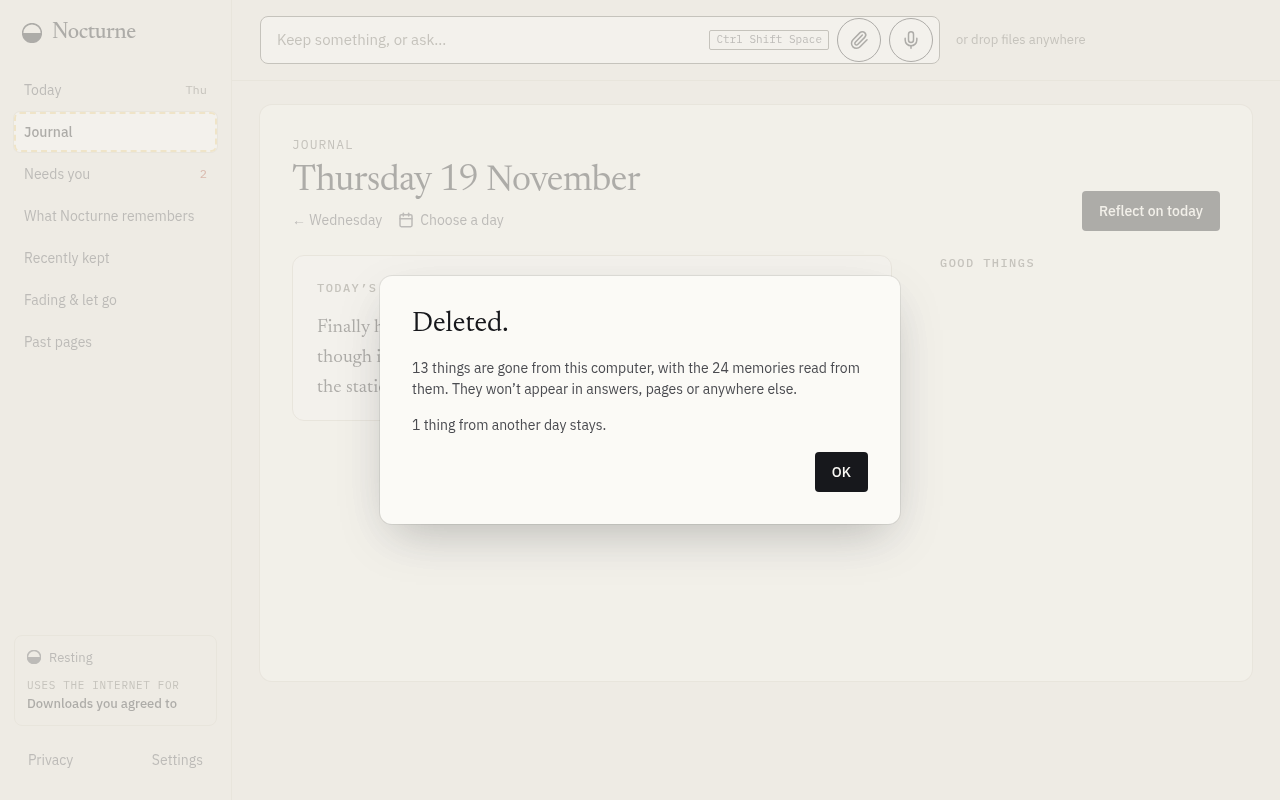 Nocturne
Keep something, or ask...
Ctrl Shift Space
or drop files anywhere
Today
Thu
Journal
Needs you
2
What Nocturne remembers
Recently kept
Fading & let go
Past pages
JOURNAL
Thursday 19 November
← Wednesday
Choose a day
Reflect on today
TODAY’S
GOOD THINGS
Finally
though
the
Deleted.
13 things are gone from this computer, with the 24 memories read from
them. They won’t appear in answers, pages or anywhere else.
1 thing from another day stays.
OK
Resting
USES THE INTERNET FOR
Downloads you agreed to
Privacy
Settings